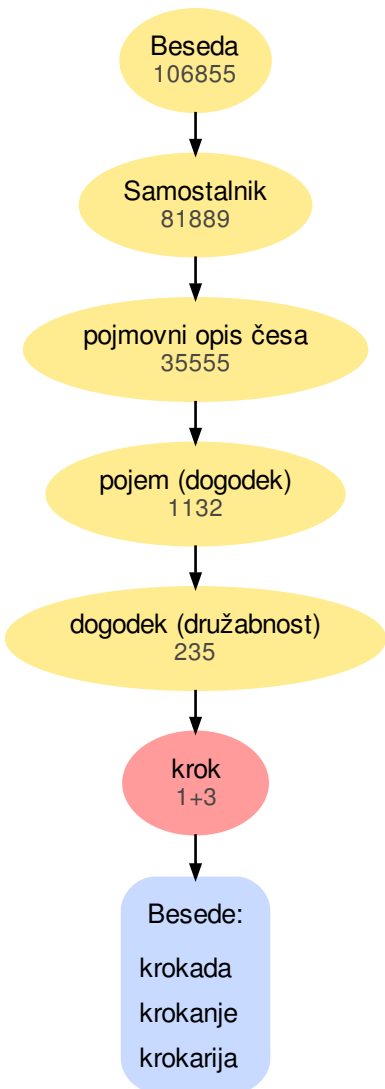 Beseda
106855
Samostalnik
81889
pojmovni opis česa
35555
pojem (dogodek)
1132
dogodek (družabnost)
235
krok
1+3
Besede:
krokada
krokanje
krokarija